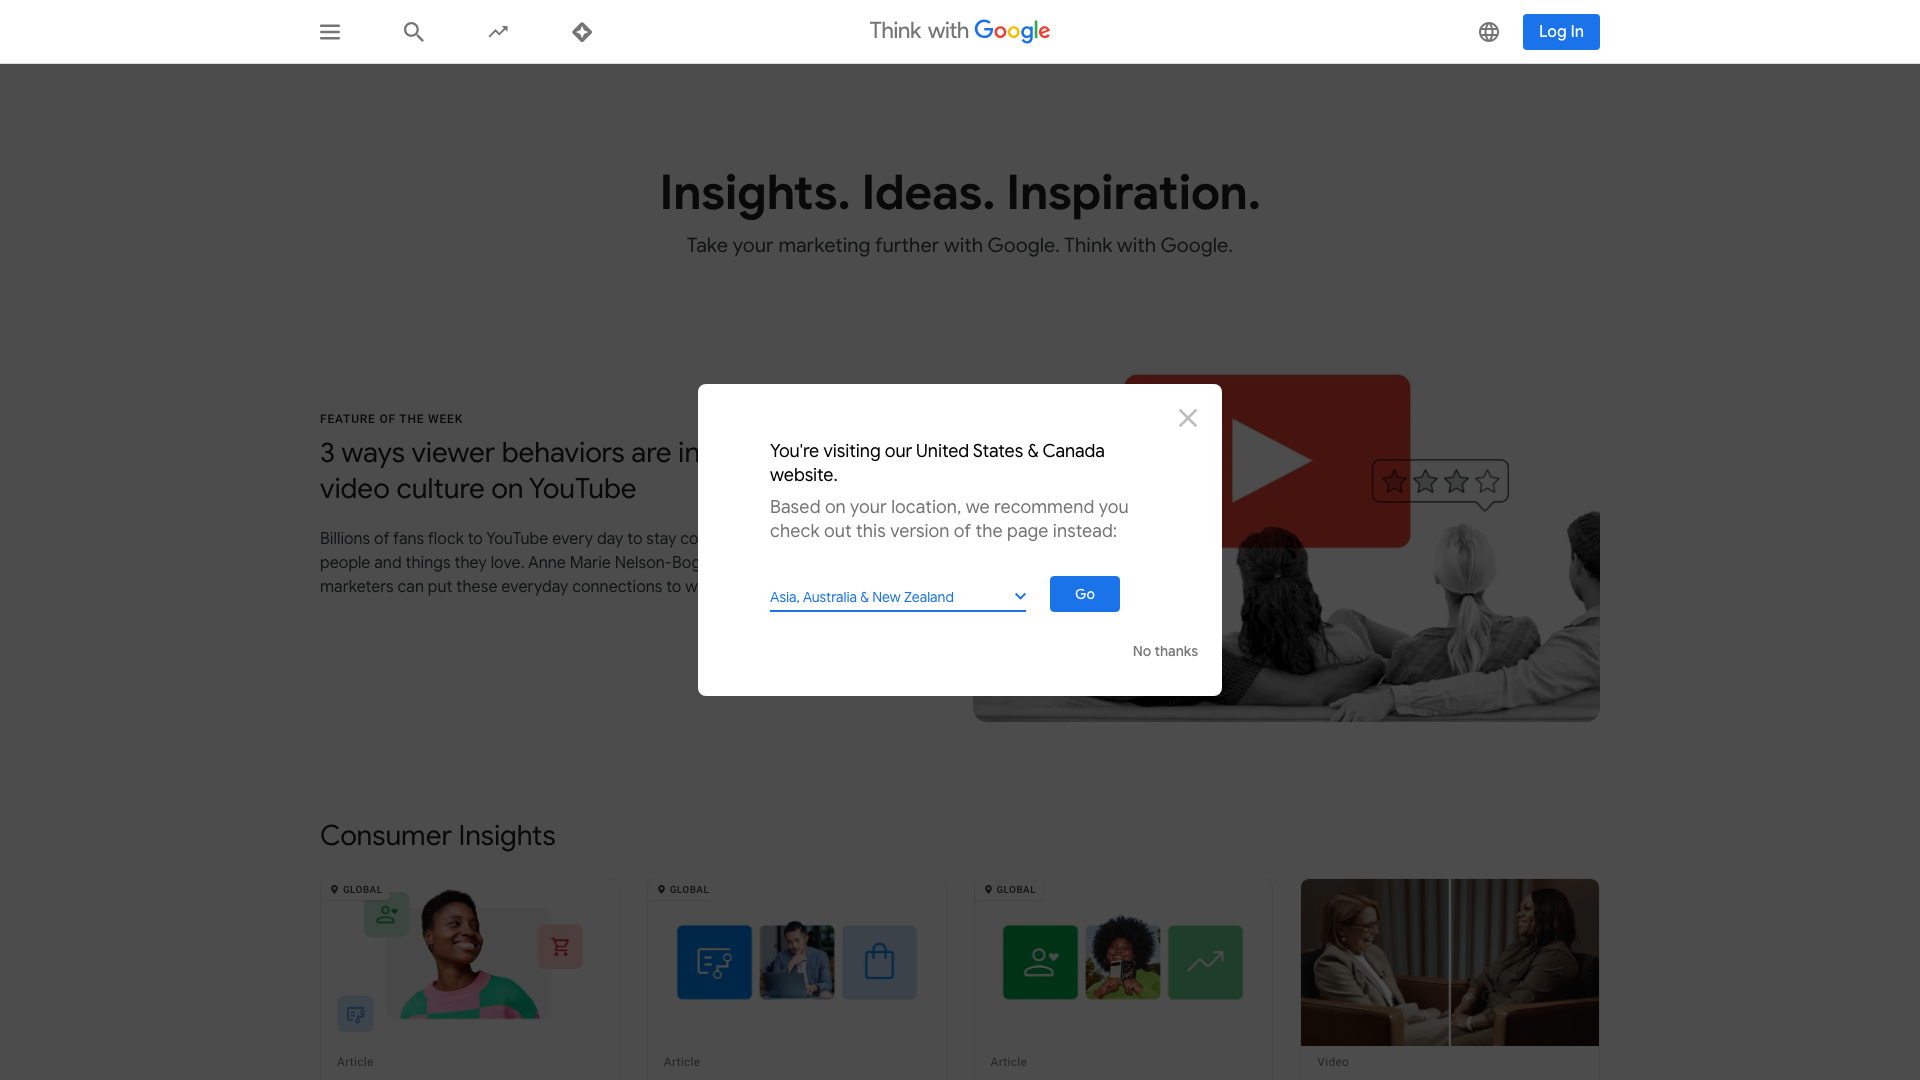 Think with Google
Log In
Insights. Ideas. Inspiration.
Take your marketing further with Google. Think with Google.
FEATURE OF THE WEEK
3 ways viewer behaviors are in
video culture on YouTube
Billions of fans flock to YouTube every day to stay co
people and things they love. Anne Marie Nelson-Bog
marketers can put these everyday connections to w
You're visiting our United States & Canada
website.
Based on your location, we recommend you
check out this version of the page instead:
Asia, Australia & New Zealand
Go
No thanks
Consumer Insights
GLOBAL
GLOBAL
GLOBAL
Article
Article
Article
Video